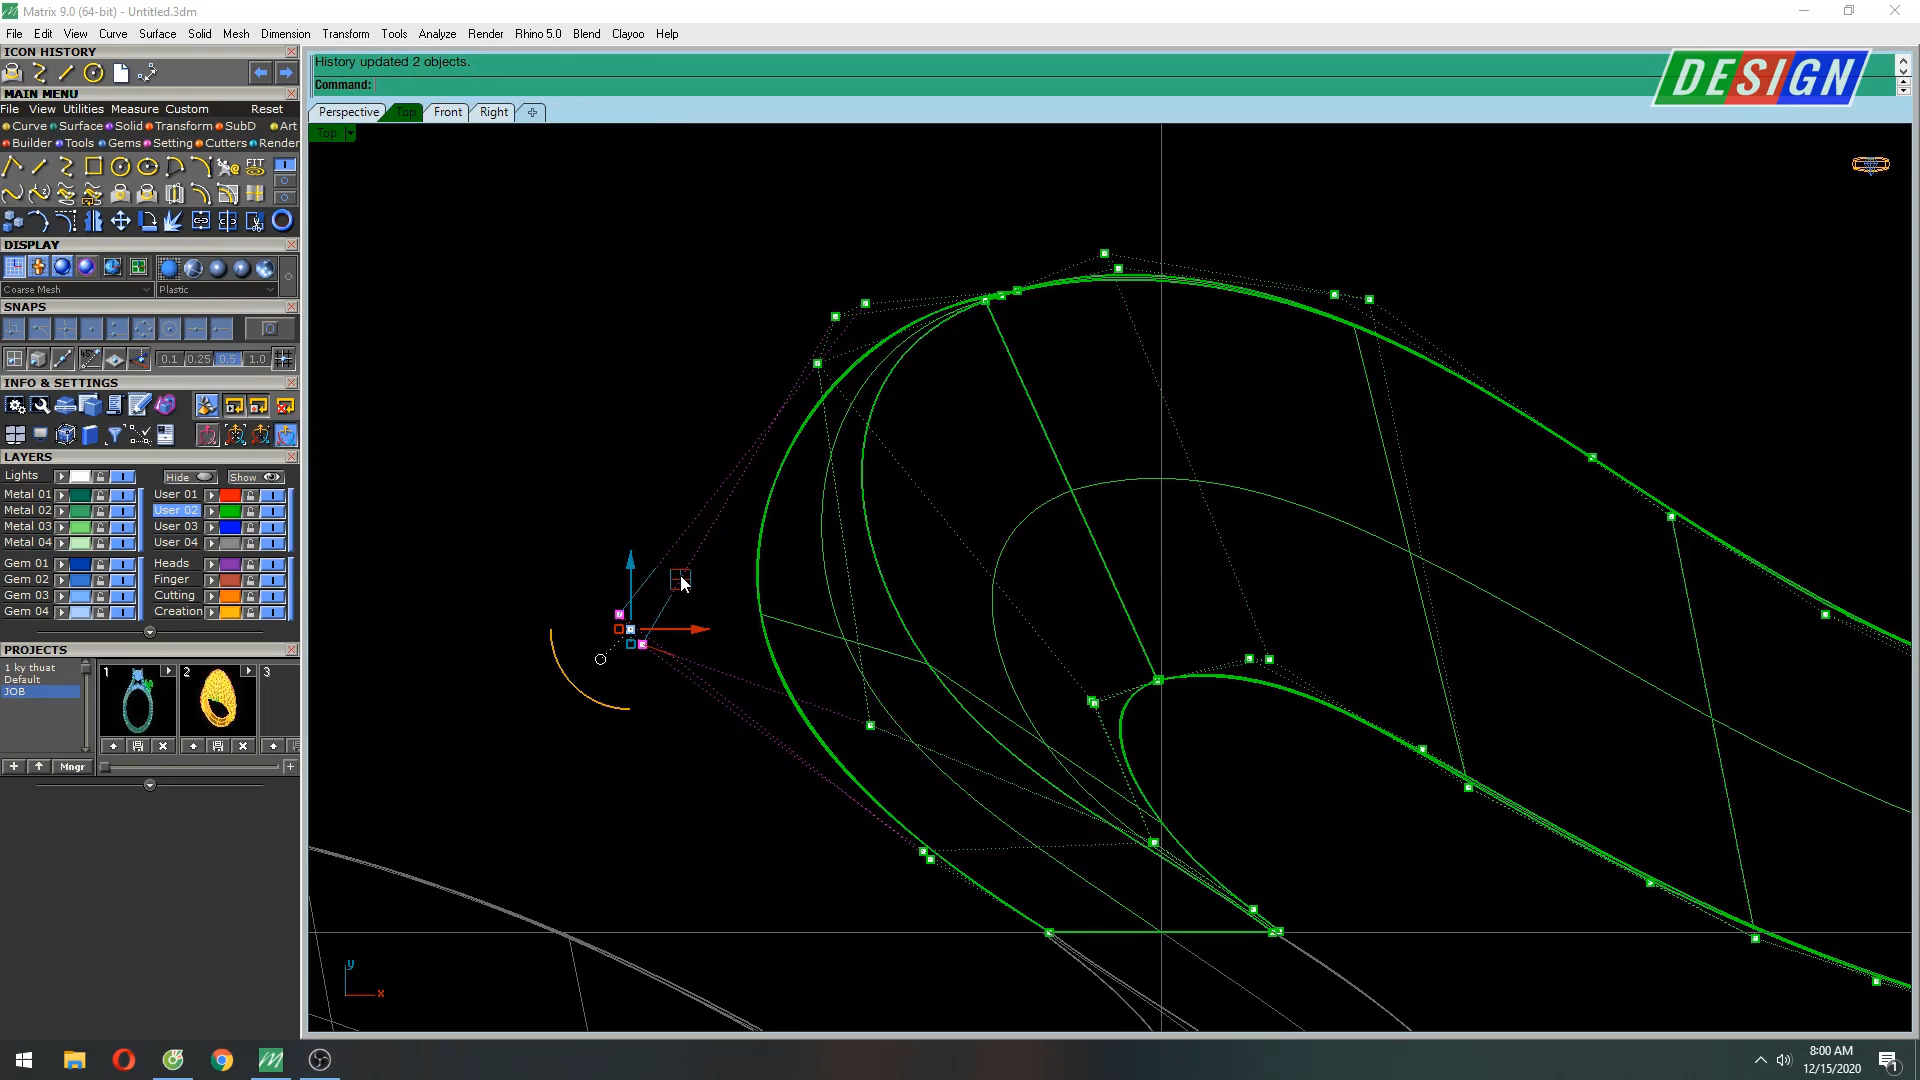 Matrix 9.0 (64-bit) - Untitled.3dm
File Edit View Curve Surface Solid Mesh Dimension Transform Tools Analyze Render Rhino 5.0 Blend Clayoo Help
ICON HISTORY
MAIN MENU
File View Utilities Measure Custom Reset
Curve Surface Solid Transform SubD Art
Builder Tools Gems Setting Cutters Render
FIT
DISPLAY
Coarse Mesh Plastic
SNAPS
0.1 0.25 0.5 1.0
INFO & SETTINGS
LAYERS
Lights Hide Show
Metal 01 User 01
Metal 02 User 02
Metal 03 User 03
Metal 04 User 04
Gem 01 Heads
Gem 02 Finger
Gem 03 Cutting
Gem 04 Creation
PROJECTS
1 ky thuat
Default
JOB
1 2 3
Mngr
History updated 2 objects.
Command:
Perspective Top Front Right
Top
DESIGN
y
x
8:00 AM
12/15/2020
1